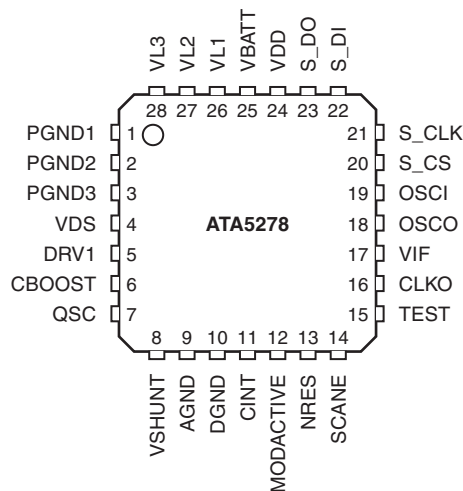 VL3 VL2 VL1 VBATT VDD S_DO S_DI
28 27 26 25 24 23 22
PGND1 1 21 S_CLK
PGND2 2 20 S_CS
PGND3 3 19 OSCI
VDS 4 ATA5278 18 OSCO
DRV1 5 17 VIF
CBOOST 6 16 CLKO
QSC 7 15 TEST
8 9 10 11 12 13 14
VSHUNT AGND DGND CINT MODACTIVE NRES SCANE